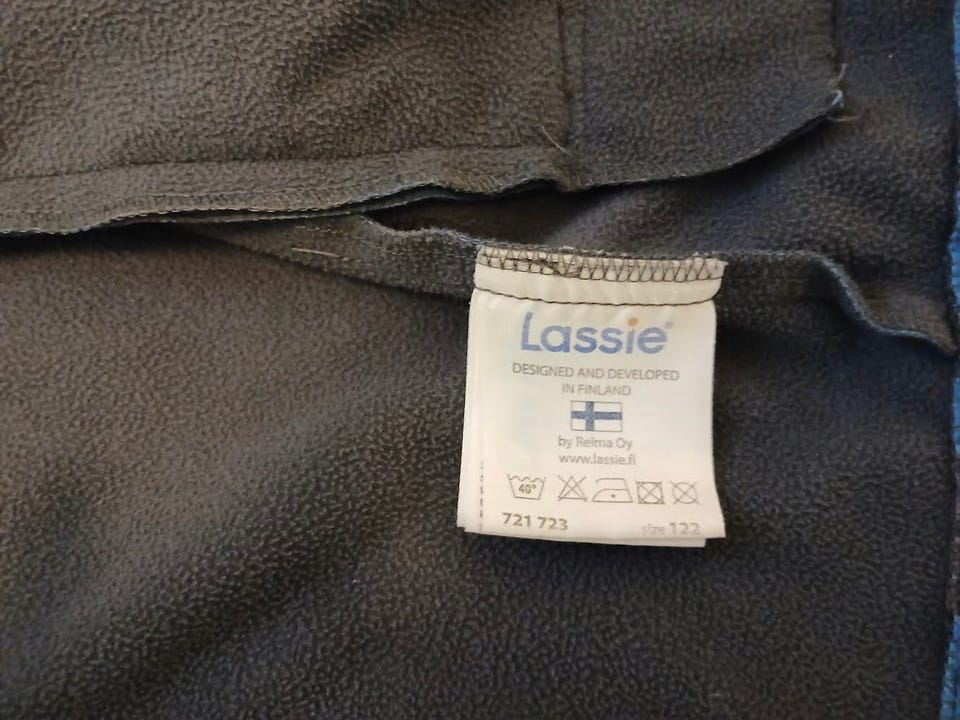 Lassie®
DESIGNED AND DEVELOPED
IN FINLAND
by Reima Oy
www.lassie.fi
40°
721 723 size 122